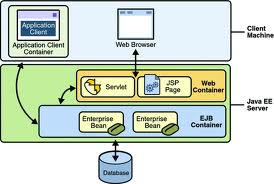 Application
Client
Application Client
Container
Web Browser
Client
Machine
Servlet
JSP
Page
Web
Container
Java EE
Server
Enterprise
Bean
Enterprise
Bean
EJB
Container
Database